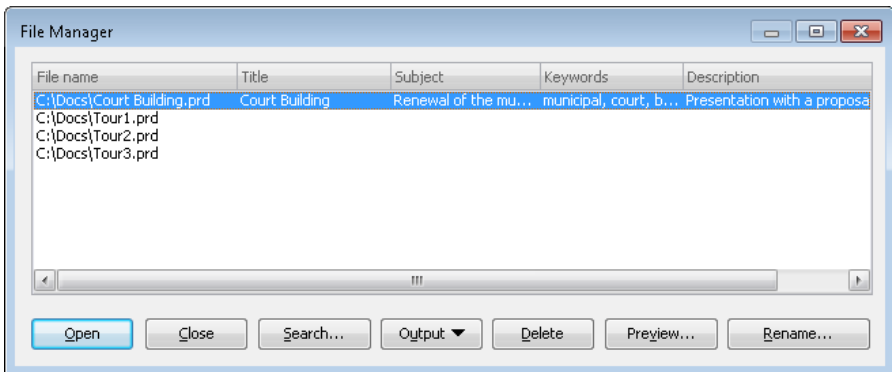 File Manager
File name Title Subject Keywords Description
C:\Docs\Court Building.prd Court Building Renewal of the mu... municipal, court, b... Presentation with a proposa
C:\Docs\Tour1.prd
C:\Docs\Tour2.prd
C:\Docs\Tour3.prd
Open Close Search... Output Delete Preview... Rename...